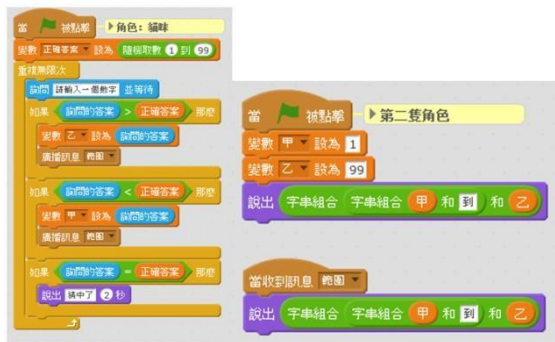 當 被點擊
角色：貓咪
變數 正確答案 設為 隨機取數 1 到 99
重複無限次
詢問 請輸入一個數字 並等待
如果 詢問的答案 > 正確答案 那麼
變數 乙 設為 詢問的答案
廣播訊息 範圍
如果 詢問的答案 < 正確答案 那麼
變數 甲 設為 詢問的答案
廣播訊息 範圍
如果 詢問的答案 = 正確答案 那麼
說出 猜中了 2 秒
當 被點擊
第二隻角色
變數 甲 設為 1
變數 乙 設為 99
說出 字串組合 字串組合 甲 和 到 和 乙
當收到訊息 範圍
說出 字串組合 字串組合 甲 和 到 和 乙